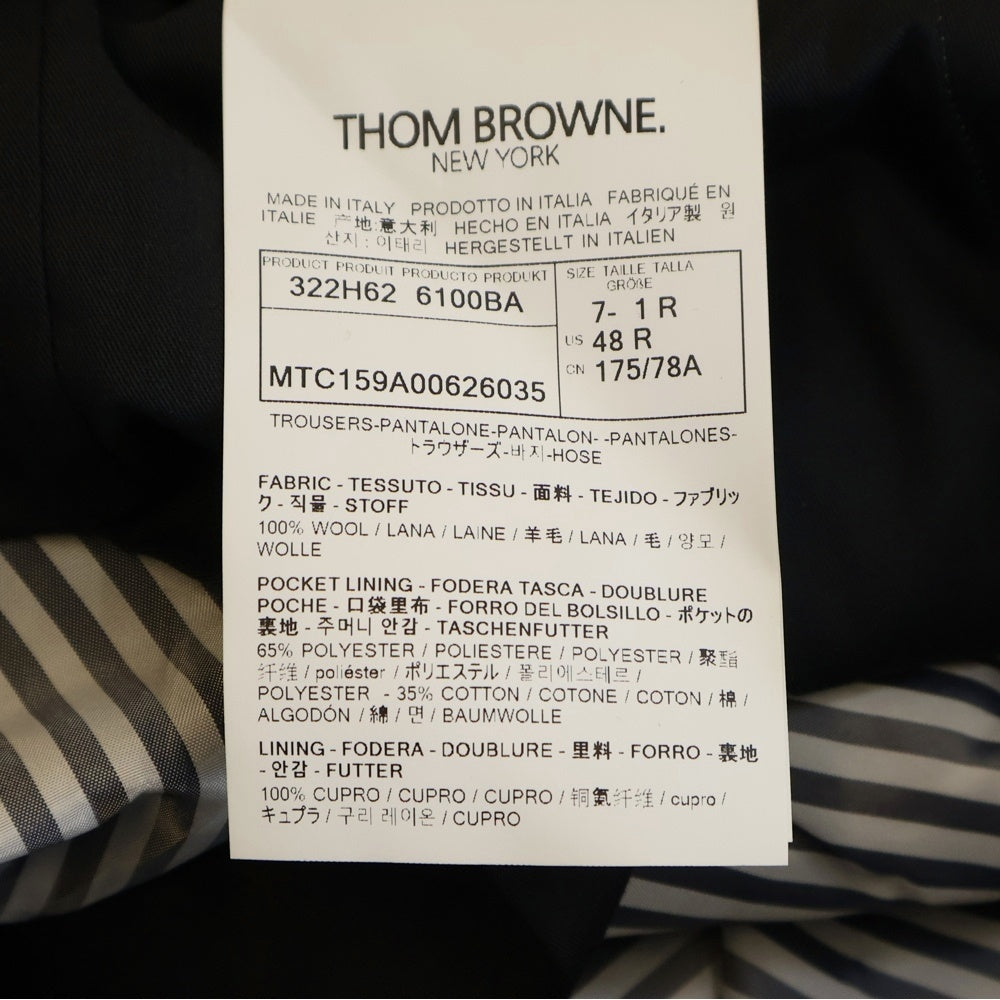 THOM BROWNE.
NEW YORK
MADE IN ITALY PRODOTTO IN ITALIA FABRIQUÉ EN
ITALIE 产地:意大利 HECHO EN ITALIA イタリア製 원
산지 : 이태리 HERGESTELLT IN ITALIEN
PRODUCT PRODUIT PRODUCTO PRODUKT
322H62 6100BA
MTC159A00626035
SIZE TAILLE TALLA
GRÖßE
7- 1 R
US 48 R
CN 175/78A
TROUSERS-PANTALONE-PANTALON- -PANTALONES-
トラウザーズ-바지-HOSE
FABRIC - TESSUTO - TISSU - 面料 - TEJIDO - ファブリッ
ク - 직물 - STOFF
100% WOOL / LANA / LAINE / 羊毛 / LANA / 毛 / 양모 /
WOLLE
POCKET LINING - FODERA TASCA - DOUBLURE
POCHE - 口袋里布 - FORRO DEL BOLSILLO - ポケットの
裏地 - 주머니 안감 - TASCHENFUTTER
65% POLYESTER / POLIESTERE / POLYESTER / 聚酯
纤维 / poliéster / ポリエステル / 폴리에스테르 /
POLYESTER - 35% COTTON / COTONE / COTON / 棉 /
ALGODÓN / 綿 / 면 / BAUMWOLLE
LINING - FODERA - DOUBLURE - 里料 - FORRO - 裏地
- 안감 - FUTTER
100% CUPRO / CUPRO / CUPRO / 铜氨纤维 / cupro /
キュプラ / 구리 레이온 / CUPRO